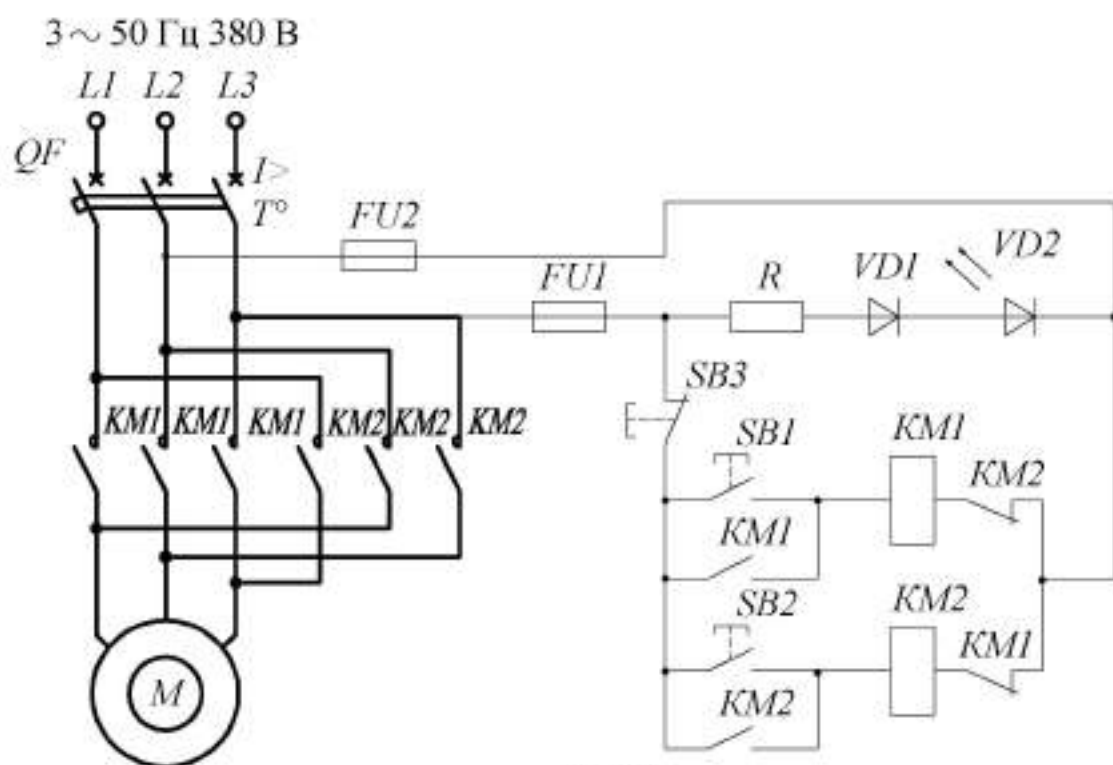 3 ~ 50 Гц 380 В
L1 L2 L3
QF
I>
T°
FU2
FU1
R
VD1
VD2
SB3
KM1 KM1 KM1 KM2 KM2 KM2
SB1
KM1
KM2
KM1
SB2
KM2
KM1
KM2
M